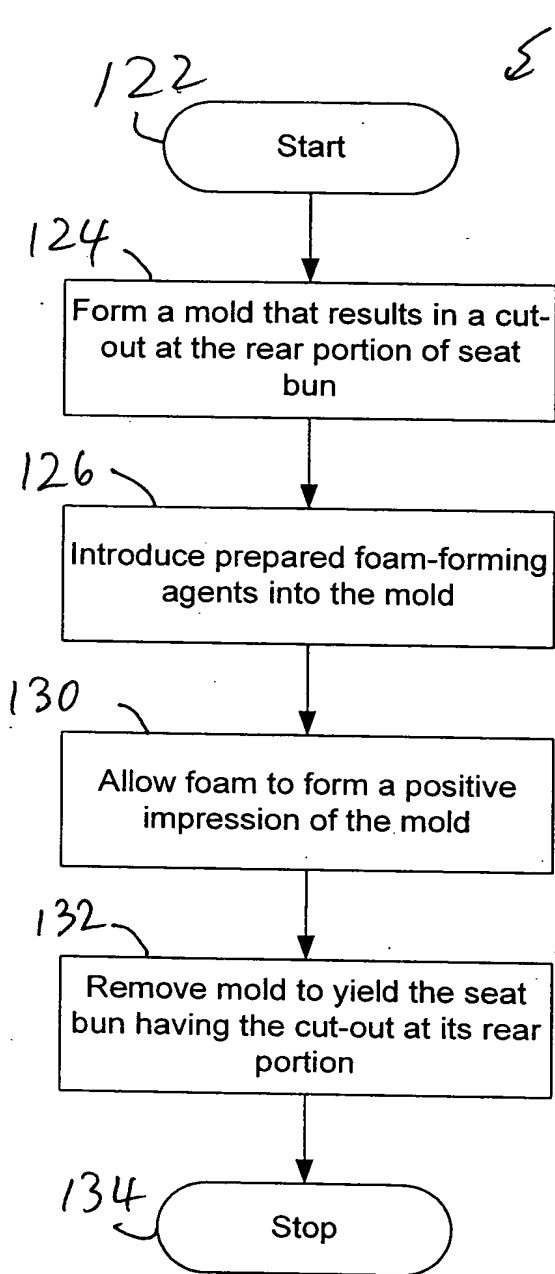 122
Start
124
Form a mold that results in a cut-
out at the rear portion of seat
bun
126
Introduce prepared foam-forming
agents into the mold
130
Allow foam to form a positive
impression of the mold
132
Remove mold to yield the seat
bun having the cut-out at its rear
portion
134
Stop